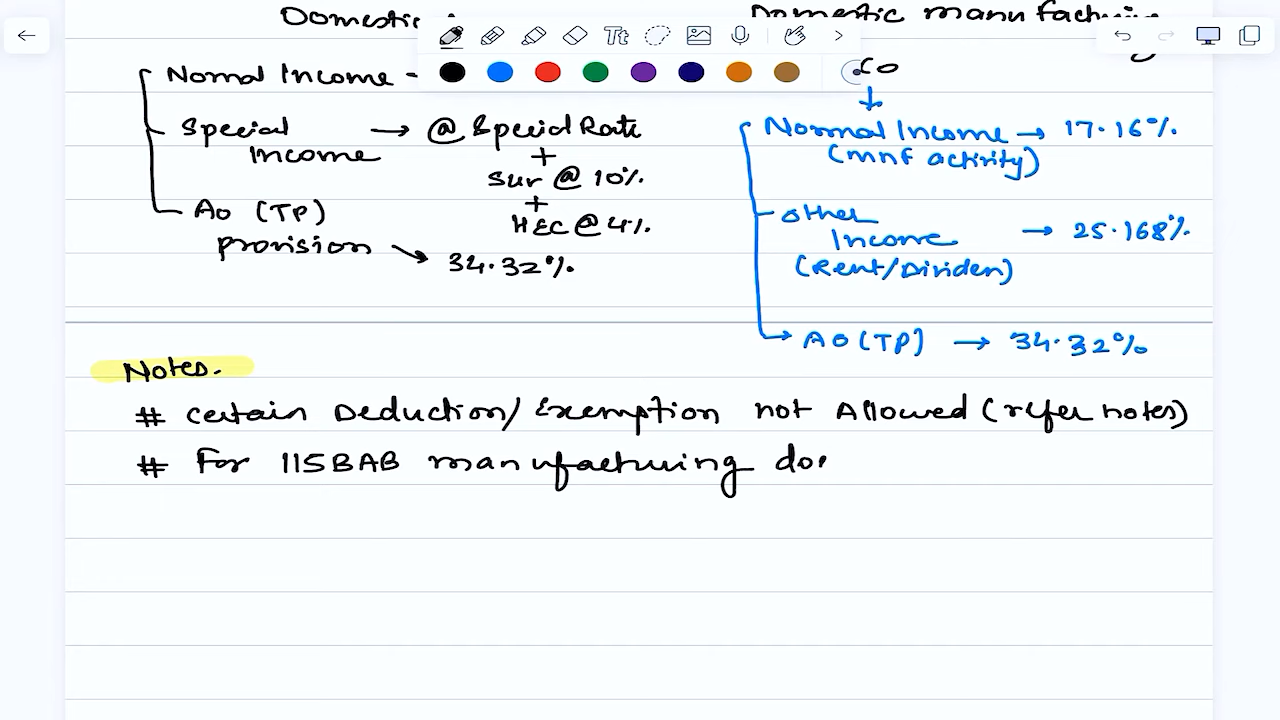 Domestic
Normal Income -
Special Income → @ Special Rate
+
Sur @ 10%
+
HEC @ 4%.
AO (TP) provision → 34.32%
Domestic manufacturing
CO
Normal Income → 17.16%
(mnf activity)
other Income → 25.168%
(Rent/Dividen)
AO (TP) → 34.32%
Notes.
# certain Deduction/Exemption not Allowed (refer notes)
# For 115BAB manufacturing do
Tt